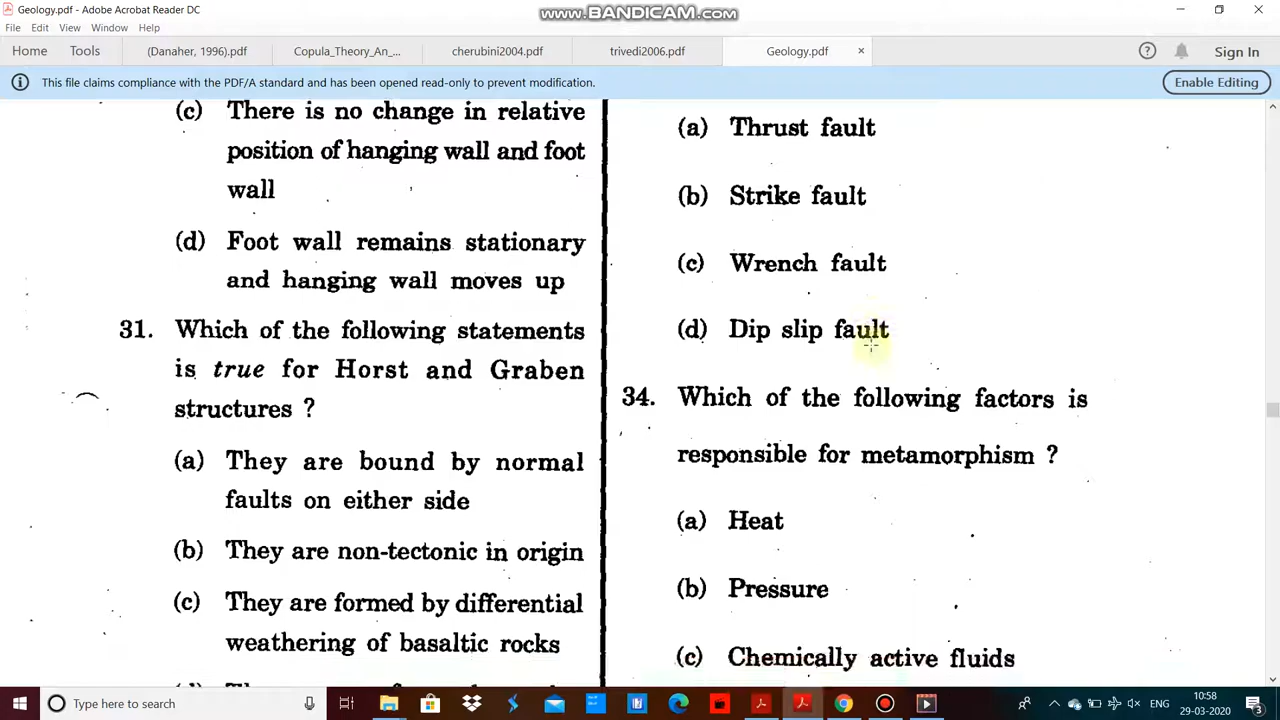 Geology.pdf - Adobe Acrobat Reader DC
www.BANDICAM.com
File Edit View Window Help
Home Tools (Danaher, 1996).pdf Copula_Theory_An_... cherubini2004.pdf trivedi2006.pdf Geology.pdf × Sign In
This file claims compliance with the PDF/A standard and has been opened read-only to prevent modification. Enable Editing
(c) There is no change in relative
position of hanging wall and foot
wall
(d) Foot wall remains stationary
and hanging wall moves up
31. Which of the following statements
is true for Horst and Graben
structures ?
(a) They are bound by normal
faults on either side
(b) They are non-tectonic in origin
(c) They are formed by differential
weathering of basaltic rocks
(a) Thrust fault
(b) Strike fault
(c) Wrench fault
(d) Dip slip fault
34. Which of the following factors is
responsible for metamorphism ?
(a) Heat
(b) Pressure
(c) Chemically active fluids
Type here to search
ENG
10:58
29-03-2020